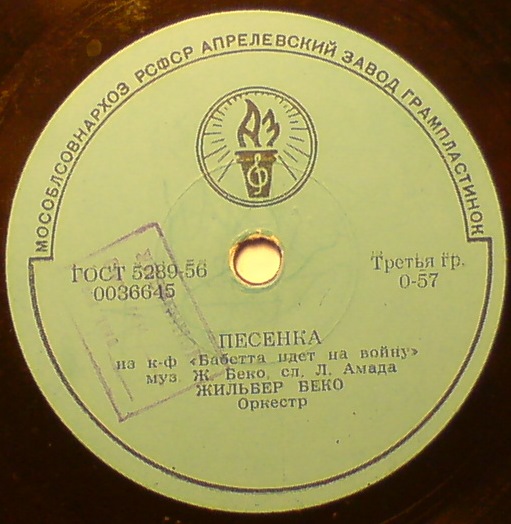 МОСОБЛСОВНАРХОЗ РСФСР АПРЕЛЕВСКИЙ ЗАВОД ГРАМПЛАСТИНОК
АЗ
ГОСТ 5289-56
0036645
Третья гр.
0-57
ПЕСЕНКА
из к-ф «Бабетта идет на войну»
муз. Ж. Беко, сл. Л. Амада
ЖИЛЬБЕР БЕКО
Оркестр